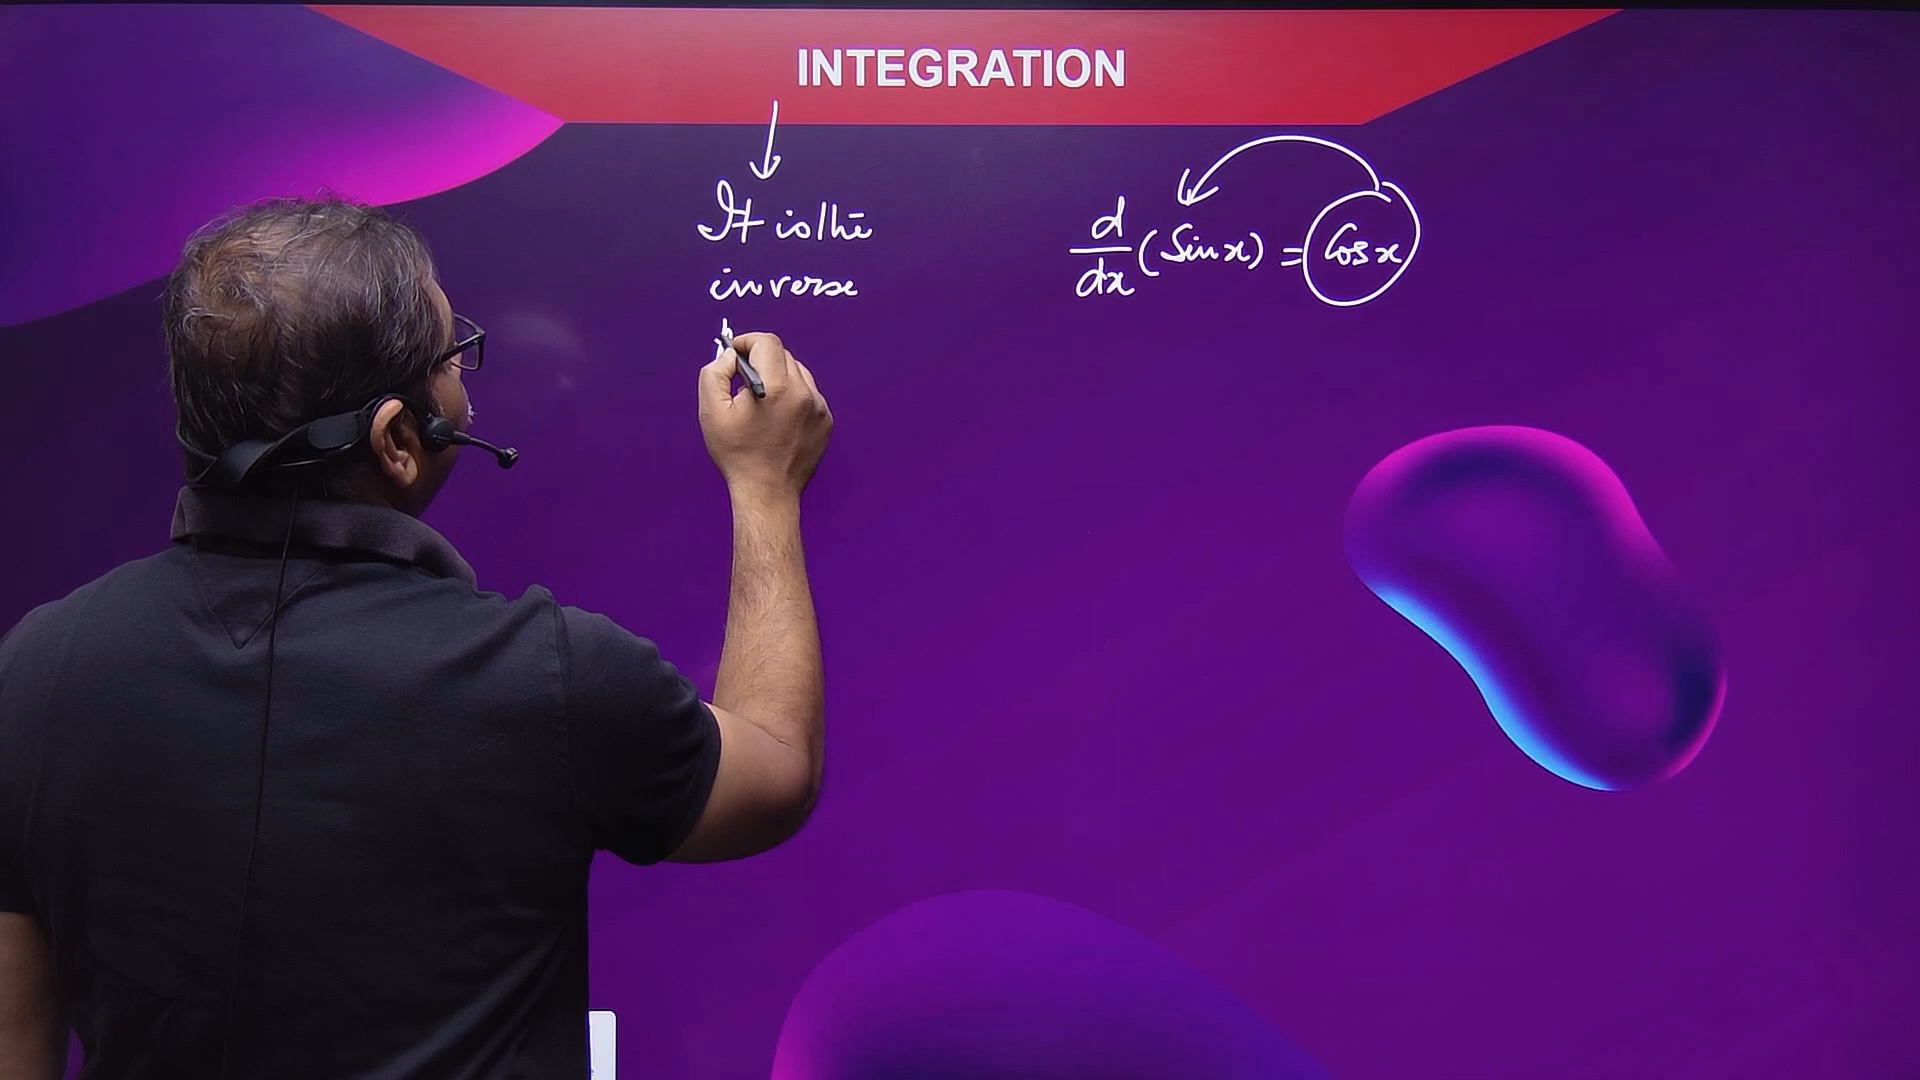 INTEGRATION
It is the
inverse
d/dx (Sin x) = Cos x